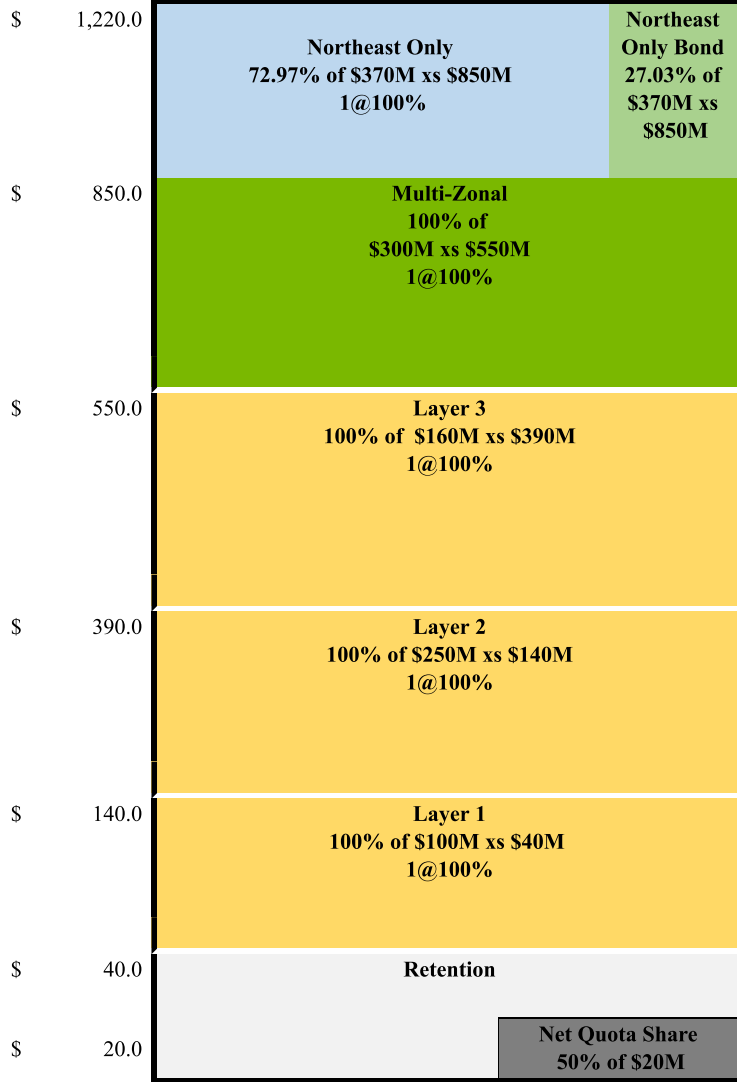 $ 1,220.0
Northeast Only
72.97% of $370M xs $850M
1@100%
Northeast
Only Bond
27.03% of
$370M xs
$850M
$ 850.0
Multi-Zonal
100% of
$300M xs $550M
1@100%
$ 550.0
Layer 3
100% of  $160M xs $390M
1@100%
$ 390.0
Layer 2
100% of $250M xs $140M
1@100%
$ 140.0
Layer 1
100% of $100M xs $40M
1@100%
$ 40.0
Retention
$ 20.0
Net Quota Share
50% of $20M